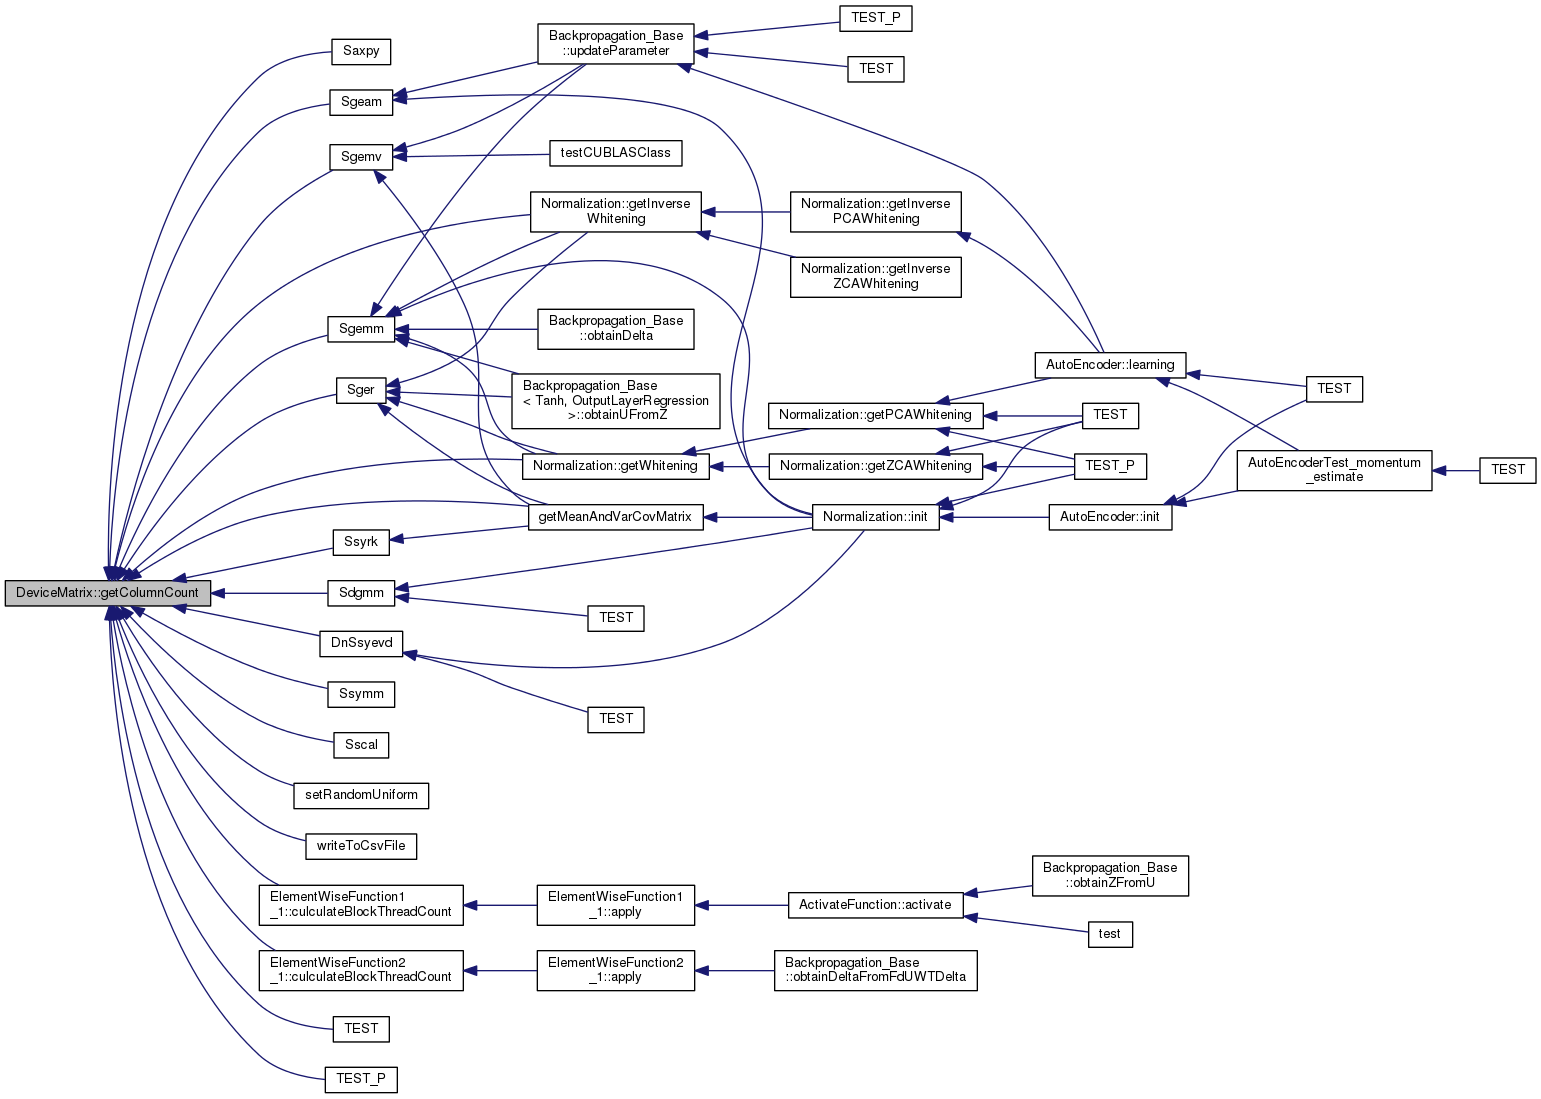 DeviceMatrix::getColumnCount
Saxpy
Sgeam
Sgemv
Sgemm
Sger
Ssyrk
Sdgmm
DnSsyevd
Ssymm
Sscal
setRandomUniform
writeToCsvFile
ElementWiseFunction1
_1::culculateBlockThreadCount
ElementWiseFunction2
_1::culculateBlockThreadCount
TEST
TEST_P
Backpropagation_Base
::updateParameter
testCUBLASClass
Normalization::getInverse
Whitening
Backpropagation_Base
::obtainDelta
Backpropagation_Base
< Tanh, OutputLayerRegression
>::obtainUFromZ
Normalization::getWhitening
getMeanAndVarCovMatrix
TEST
TEST
ElementWiseFunction1
_1::apply
ElementWiseFunction2
_1::apply
TEST_P
TEST
Normalization::getInverse
PCAWhitening
Normalization::getInverse
ZCAWhitening
Normalization::getPCAWhitening
Normalization::getZCAWhitening
Normalization::init
ActivateFunction::activate
Backpropagation_Base
::obtainDeltaFromFdUWTDelta
AutoEncoder::learning
TEST
TEST_P
AutoEncoder::init
Backpropagation_Base
::obtainZFromU
test
TEST
AutoEncoderTest_momentum
_estimate
TEST